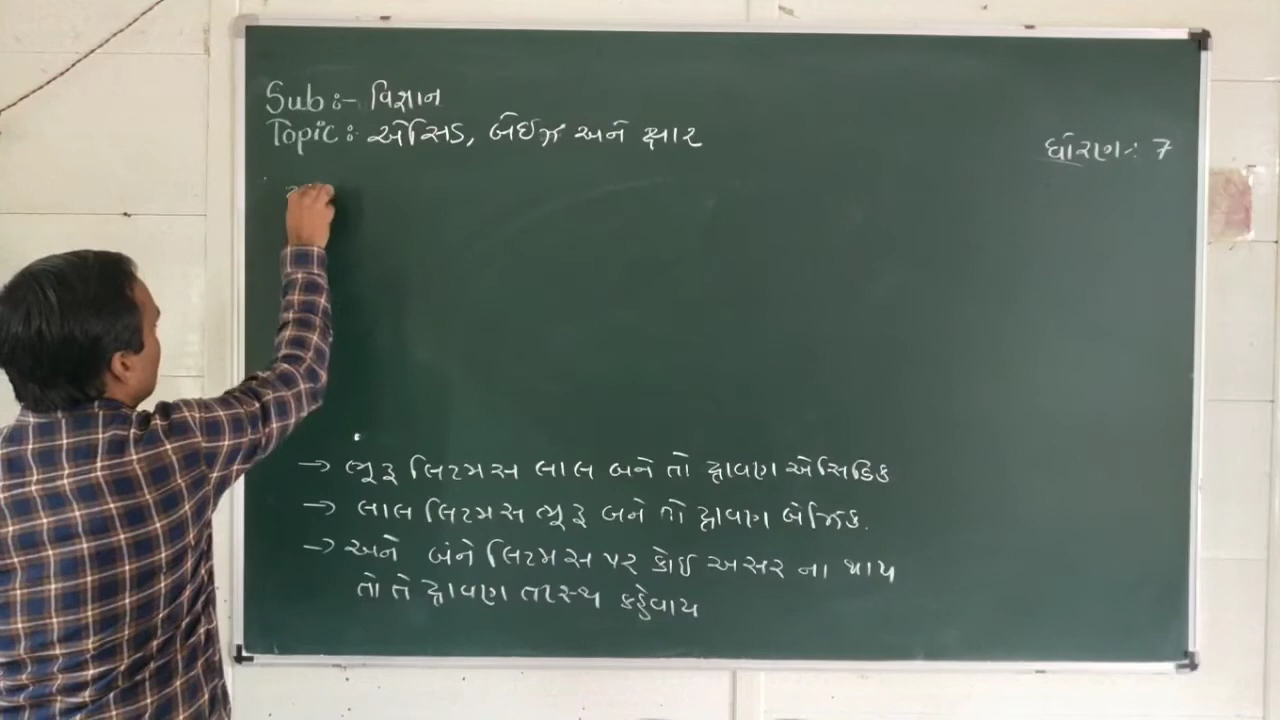 Sub :- વિજ્ઞાન
Topic : એસિડ, બેઈઝ અને ક્ષાર
ધોરણ : 7
→ ભૂરુ લિટમસ લાલ બને તો દ્રાવણ એસિડિક
→ લાલ લિટમસ ભૂરુ બને તો દ્રાવણ બેઝિક.
→ અને બંને લિટમસ પર કોઈ અસર ના થાય
તો તે દ્રાવણ તટસ્થ કહેવાય